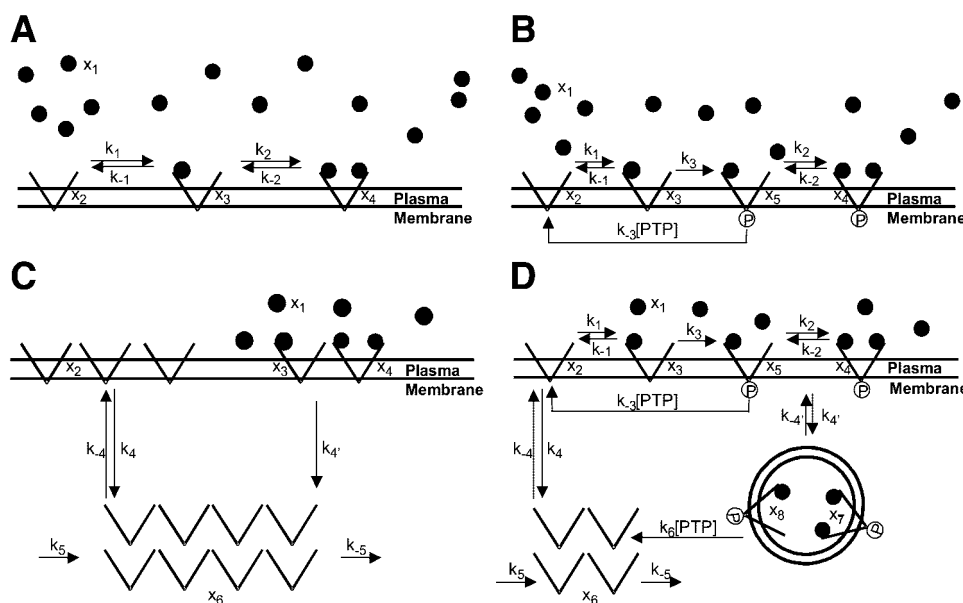 A
x1
k1
k-1
k2
k-2
x2
x3
x4
Plasma
Membrane
B
x1
k1
k-1
k3
k2
k-2
x2
x3
x5
x4
Plasma
Membrane
P
P
k-3[PTP]
C
x1
x2
x3
x4
Plasma
Membrane
k-4
k4
k4'
k5
k-5
x6
D
x1
k1
k-1
k3
k2
k-2
x2
x3
x5
x4
Plasma
Membrane
P
P
k-3[PTP]
k-4
k4
k-4'
k4'
x8
x7
P
P
k6[PTP]
k5
k-5
x6